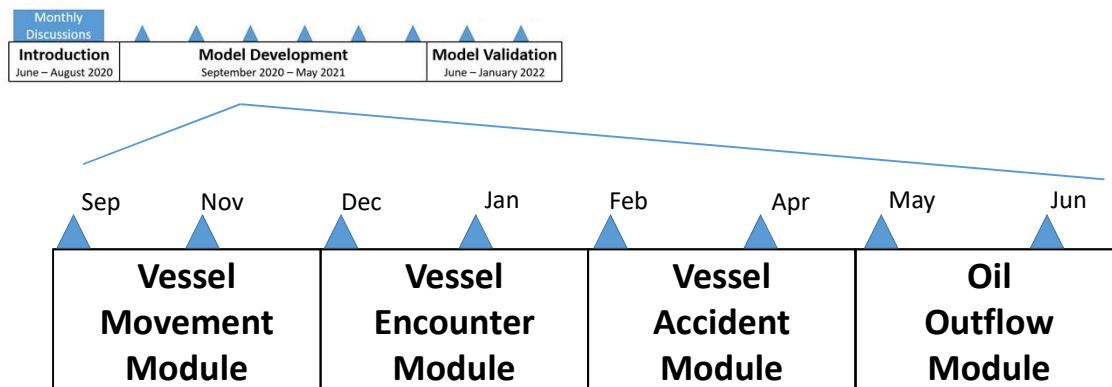 Monthly
Discussions
Introduction Model Development Model Validation
June – August 2020 September 2020 – May 2021 June – January 2022
Sep Nov Dec Jan Feb Apr May Jun
Vessel Vessel Vessel Oil
Movement Encounter Accident Outflow
Module Module Module Module